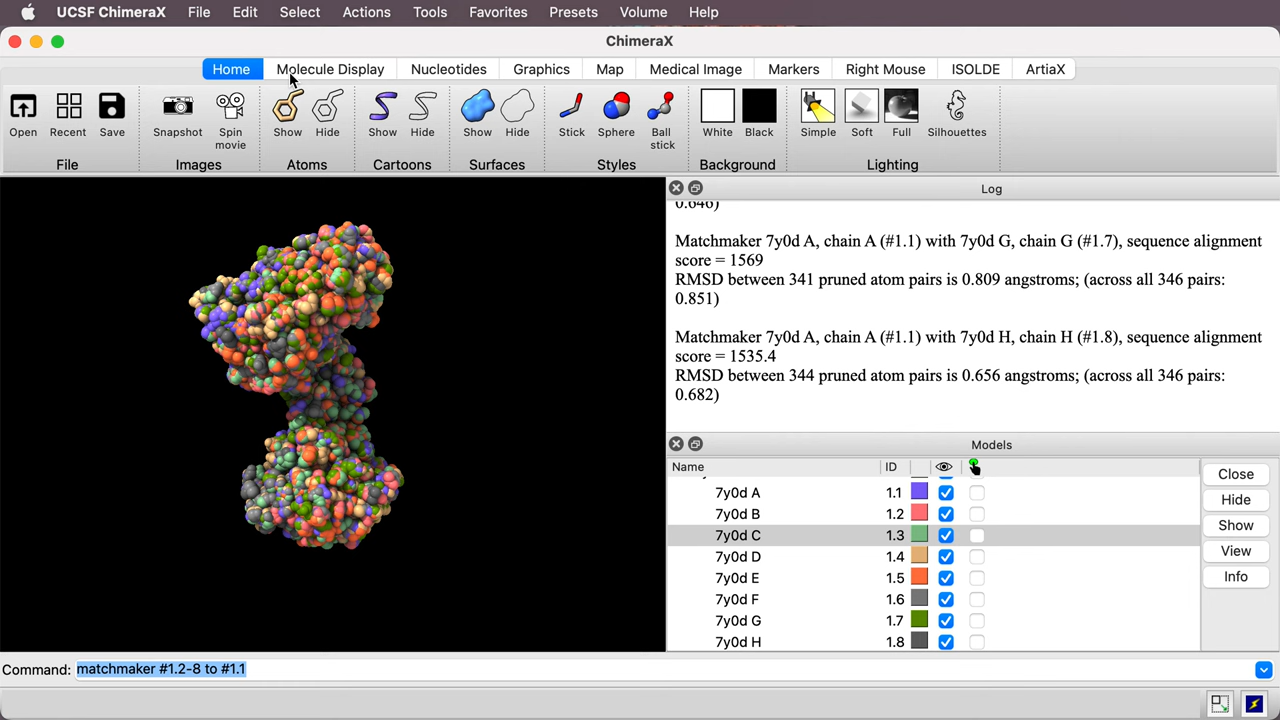 UCSF ChimeraX File Edit Select Actions Tools Favorites Presets Volume Help
ChimeraX
Home Molecule Display Nucleotides Graphics Map Medical Image Markers Right Mouse ISOLDE ArtiaX
Open Recent Save Snapshot Spin movie Show Hide Show Hide Show Hide Stick Sphere Ball stick White Black Simple Soft Full Silhouettes
File Images Atoms Cartoons Surfaces Styles Background Lighting
Log
0.646)
Matchmaker 7y0d A, chain A (#1.1) with 7y0d G, chain G (#1.7), sequence alignment
score = 1569
RMSD between 341 pruned atom pairs is 0.809 angstroms; (across all 346 pairs:
0.851)
Matchmaker 7y0d A, chain A (#1.1) with 7y0d H, chain H (#1.8), sequence alignment
score = 1535.4
RMSD between 344 pruned atom pairs is 0.656 angstroms; (across all 346 pairs:
0.682)
Models
Name ID
7y0d A 1.1
7y0d B 1.2
7y0d C 1.3
7y0d D 1.4
7y0d E 1.5
7y0d F 1.6
7y0d G 1.7
7y0d H 1.8
Close
Hide
Show
View
Info
Command: matchmaker #1.2-8 to #1.1